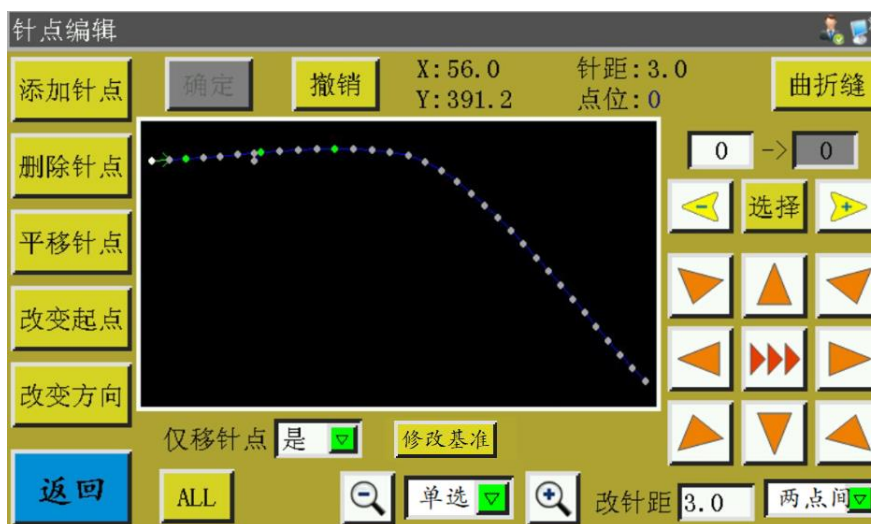 针点编辑
添加针点
确定
撤销
X:56.0
Y:391.2
针距:3.0
点位:0
曲折缝
删除针点
0 -> 0
- 选择 +
平移针点
改变起点
改变方向
仅移针点 是
修改基准
返回
ALL
单选
改针距 3.0
两点间